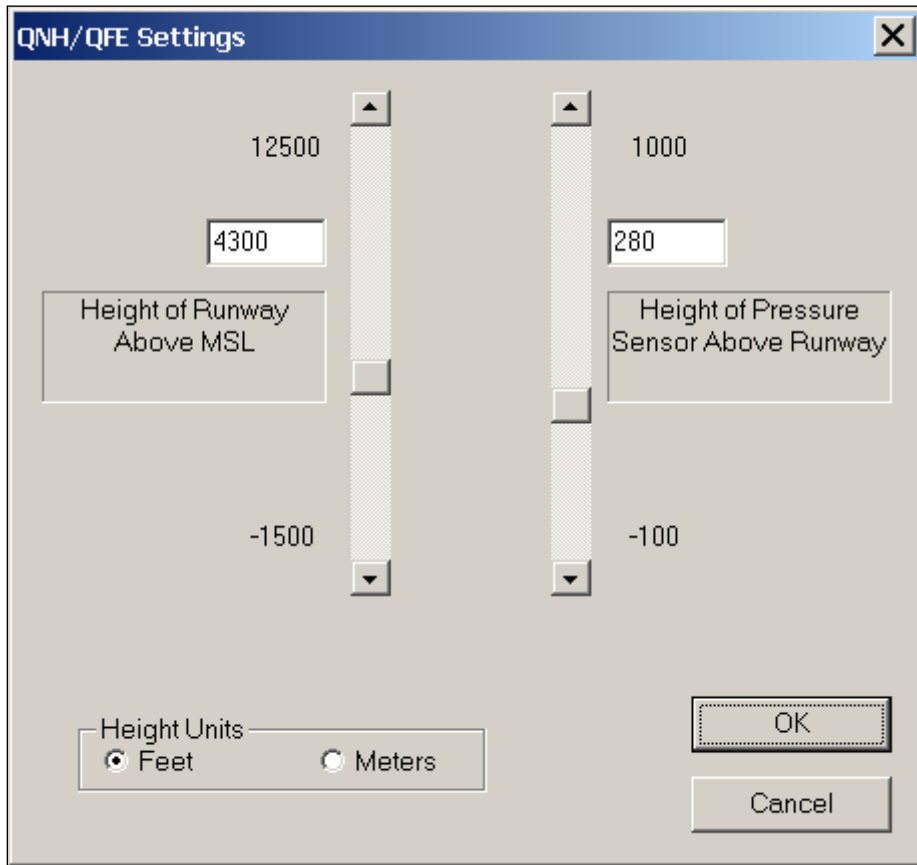 QNH/QFE Settings
12500
1000
4300
280
Height of Runway
Above MSL
Height of Pressure
Sensor Above Runway
-1500
-100
Height Units
Feet
Meters
OK
Cancel